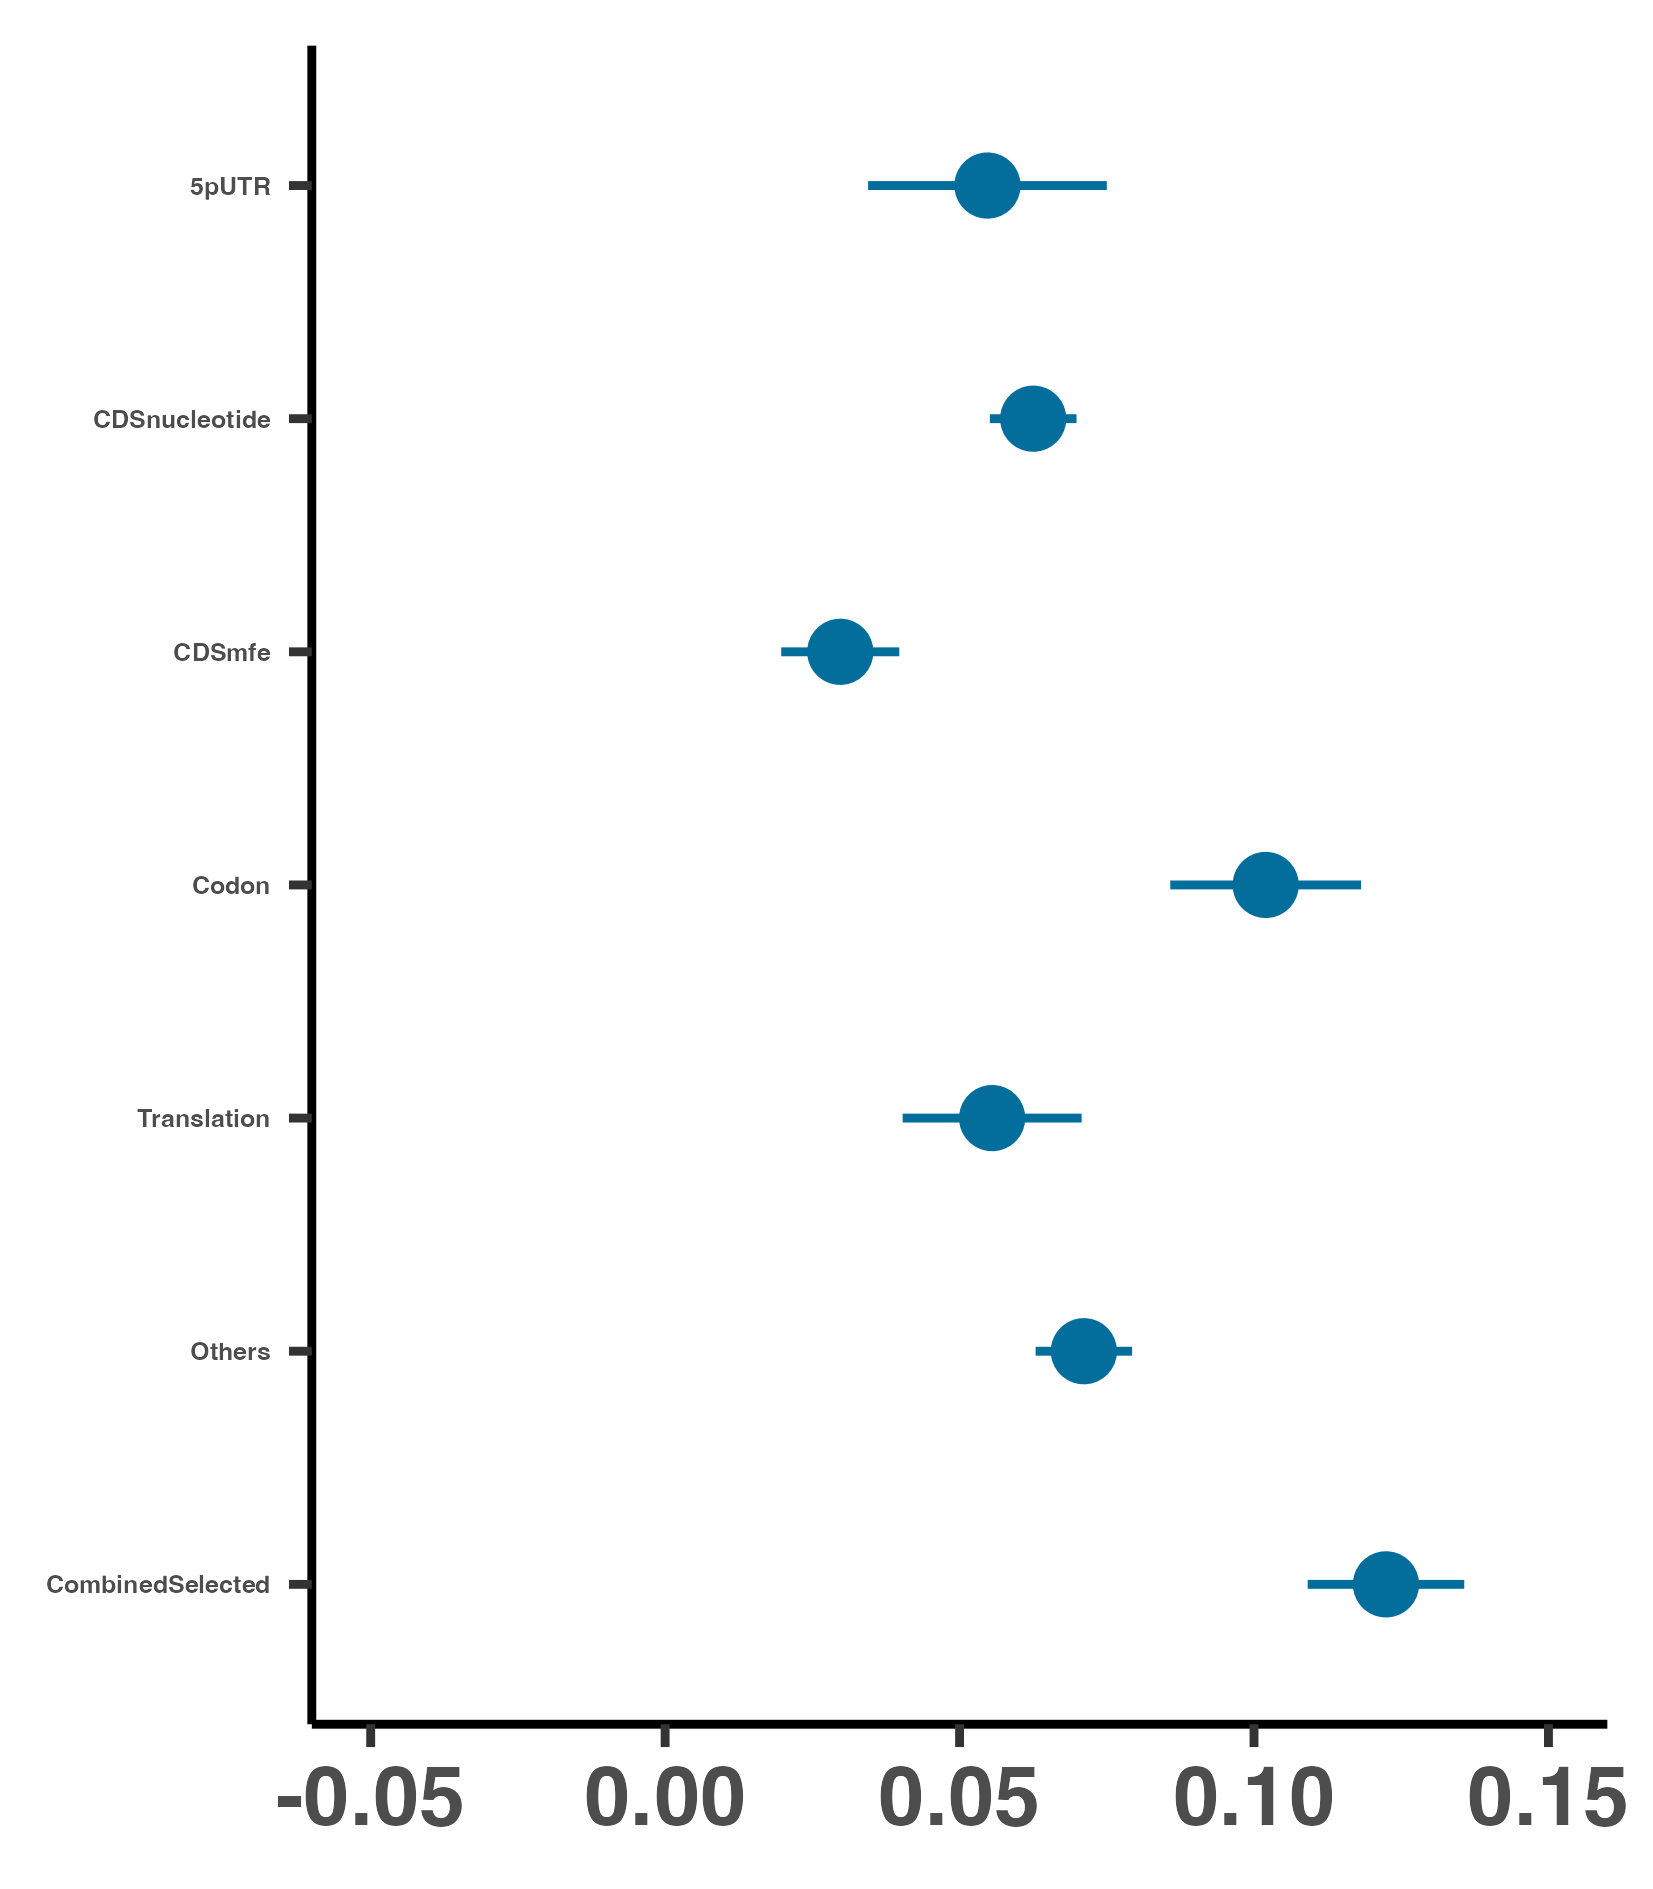 5pUTR
CDSnucleotide
CDSmfe
Codon
Translation
Others
CombinedSelected
-0.05 0.00 0.05 0.10 0.15